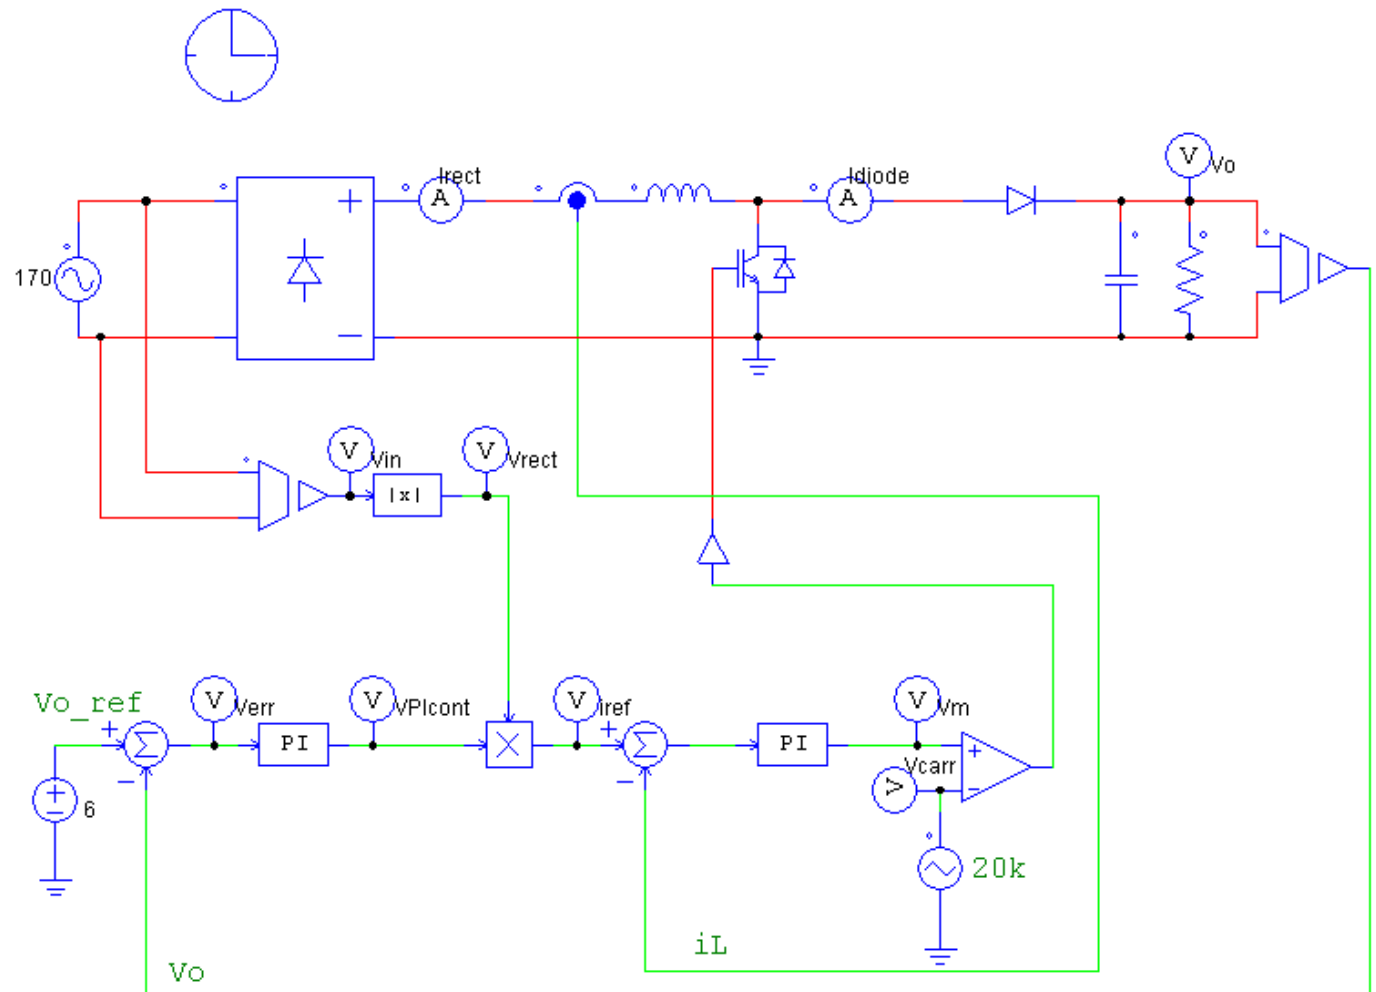 Irect
Idiode
A
A
V
Vo
170
V
Vin
V
Vrect
|x|
Vo_ref
V
Verr
V
VPIcont
V
iref
V
Vm
Σ
PI
Σ
PI
Vcarr
V
6
20k
iL
Vo